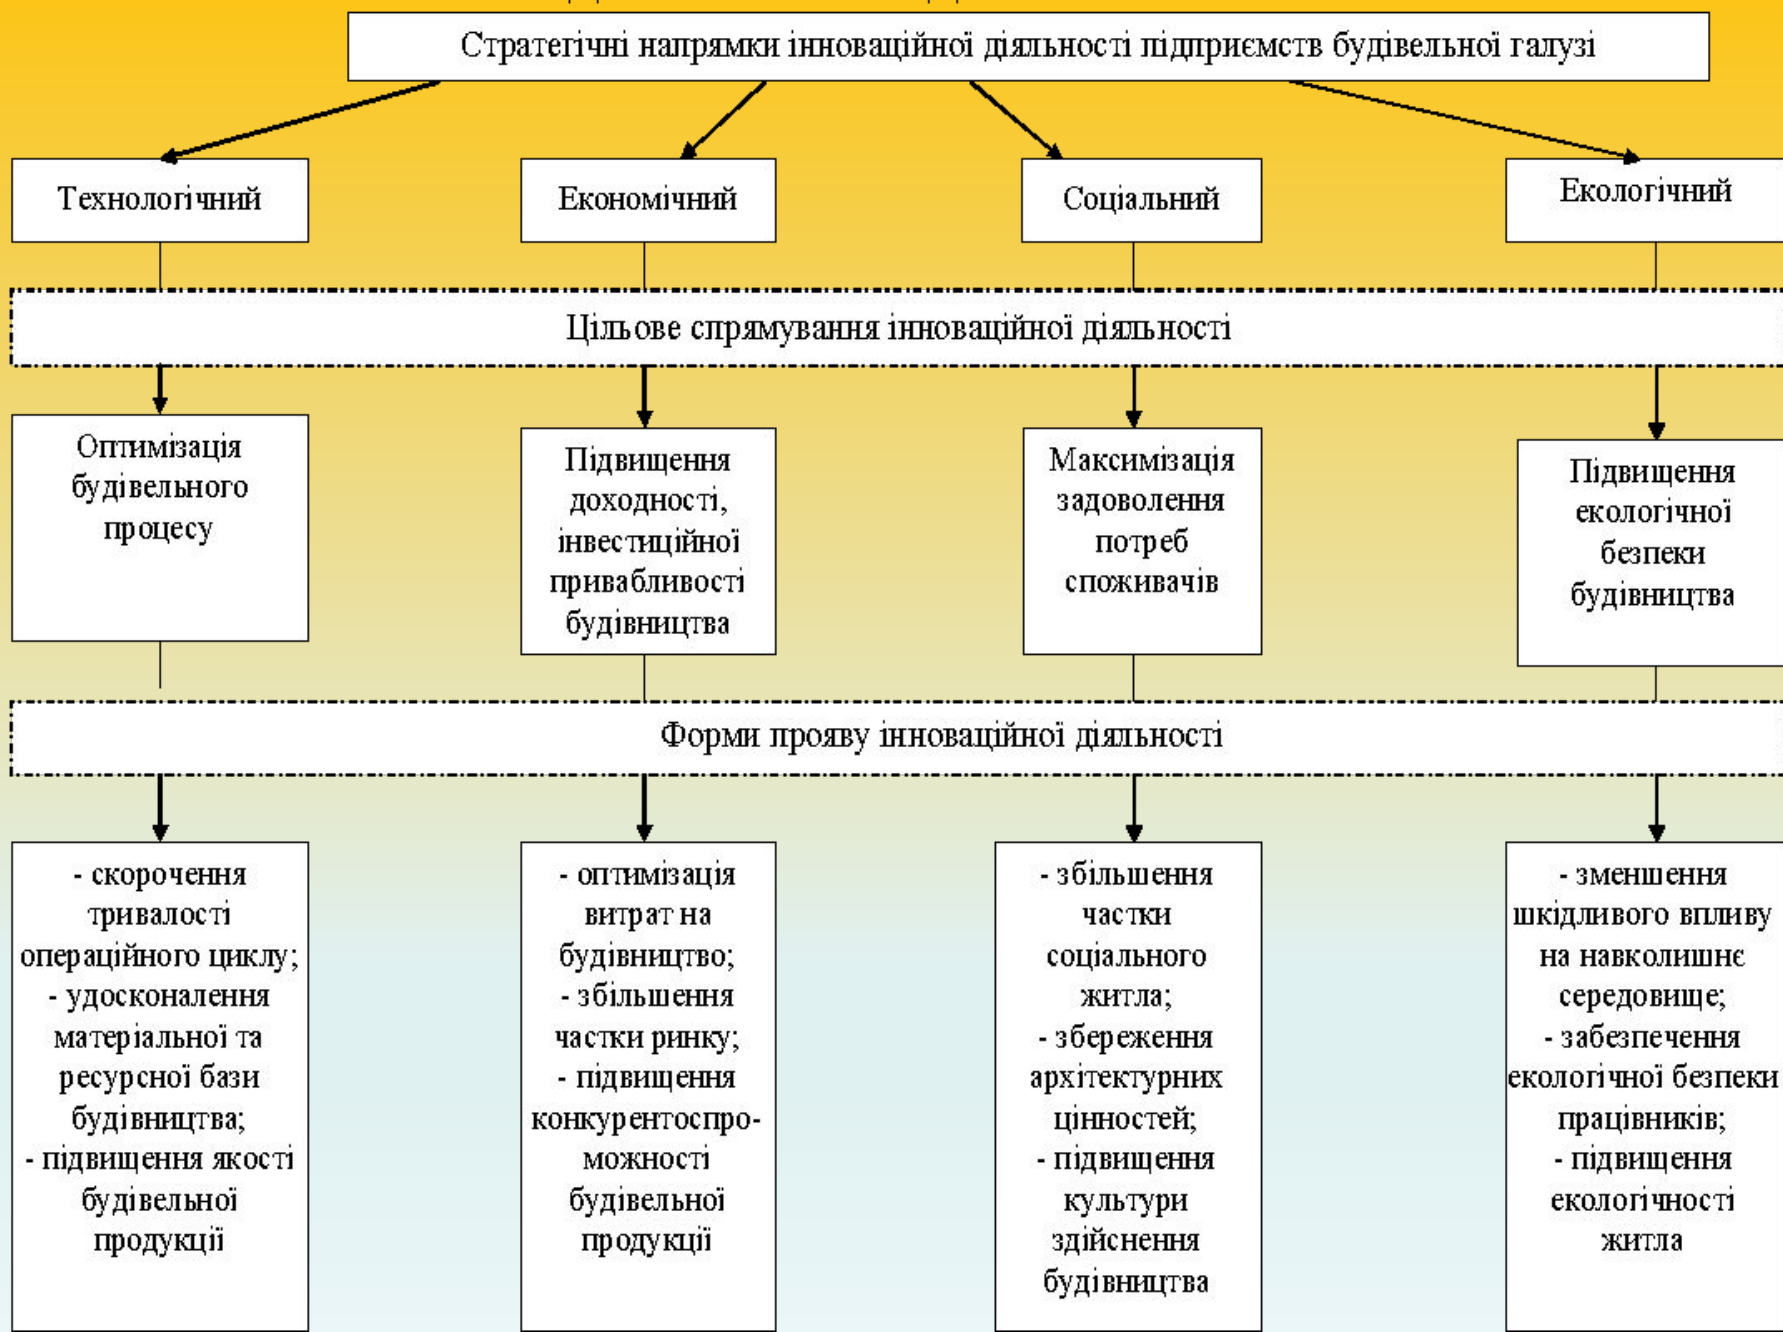 Стратегічні напрямки інноваційної діяльності підприємств будівельної галузі
Технологічний
Економічний
Соціальний
Екологічний
Цільове спрямування інноваційної діяльності
Оптимізація
будівельного
процесу
Підвищення
доходності,
інвестиційної
привабливості
будівництва
Максимізація
задоволення
потреб
споживачів
Підвищення
екологічної
безпеки
будівництва
Форми прояву інноваційної діяльності
- скорочення
тривалості
операційного циклу;
- удосконалення
матеріальної та
ресурсної бази
будівництва;
- підвищення якості
будівельної
продукції
- оптимізація
витрат на
будівництво;
- збільшення
частки ринку;
- підвищення
конкурентоспро-
можності
будівельної
продукції
- збільшення
частки
соціального
житла;
- збереження
архітектурних
цінностей;
- підвищення
культури
здійснення
будівництва
- зменшення
шкідливого впливу
на навколишнє
середовище;
- забезпечення
екологічної безпеки
працівників;
- підвищення
екологічності
житла